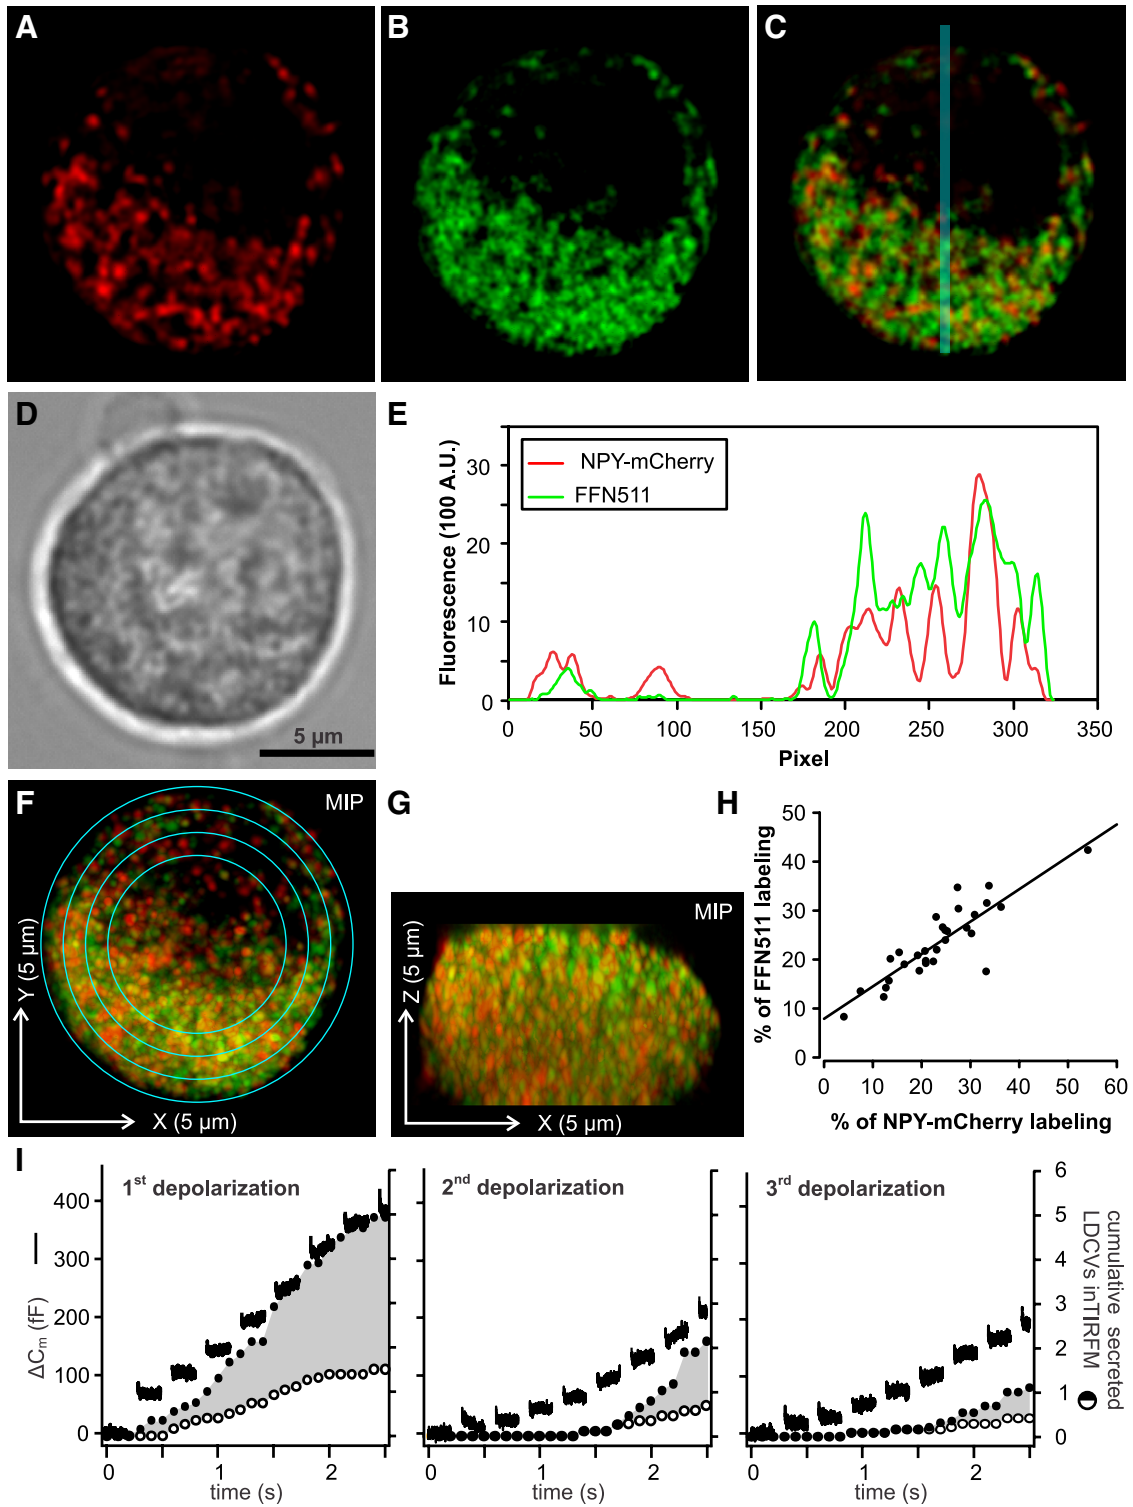 A
B
C
D
5 µm
E
Fluorescence (100 A.U.)
30
20
10
0
NPY-mCherry
FFN511
0 50 100 150 200 250 300 350
Pixel
F
MIP
Y (5 µm)
X (5 µm)
G
MIP
Z (5 µm)
X (5 µm)
H
% of FFN511 labeling
50
40
30
20
10
0
0 10 20 30 40 50 60
% of NPY-mCherry labeling
I
ΔCm (fF)
400
300
200
100
0
1st depolarization
0 1 2
time (s)
2nd depolarization
0 1 2
time (s)
3rd depolarization
0 1 2
time (s)
6
5
4
3
2
1
0
cumulative secreted
LDCVs inTIRFM